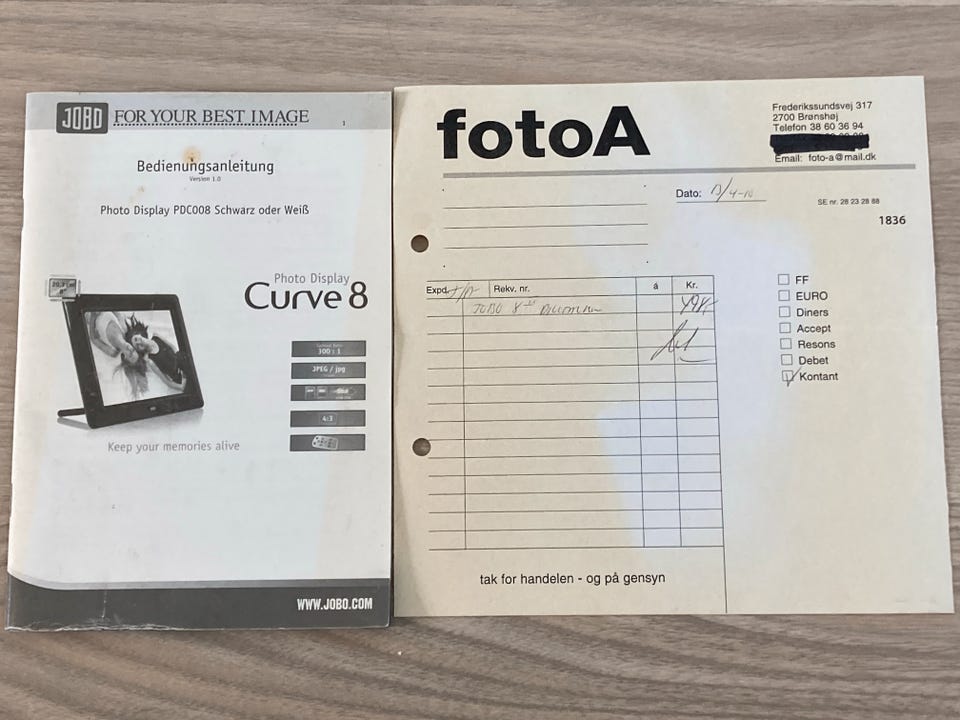 JOBO FOR YOUR BEST IMAGE
1
Bedienungsanleitung
Version 1.0
Photo Display PDC008 Schwarz oder Weiß
Photo Display
Curve 8
300 : 1
JPEG / jpg
4:3
Keep your memories alive
WWW.JOBO.COM
fotoA
Frederikssundsvej 317
2700 Brønshøj
Telefon 38 60 36 94
Email: foto-a@mail.dk
Dato:
SE nr. 28 23 28 88
1836
Expd. Rekv. nr. á Kr.
JOBO 8"
FF
EURO
Diners
Accept
Resons
Debet
Kontant
tak for handelen - og på gensyn